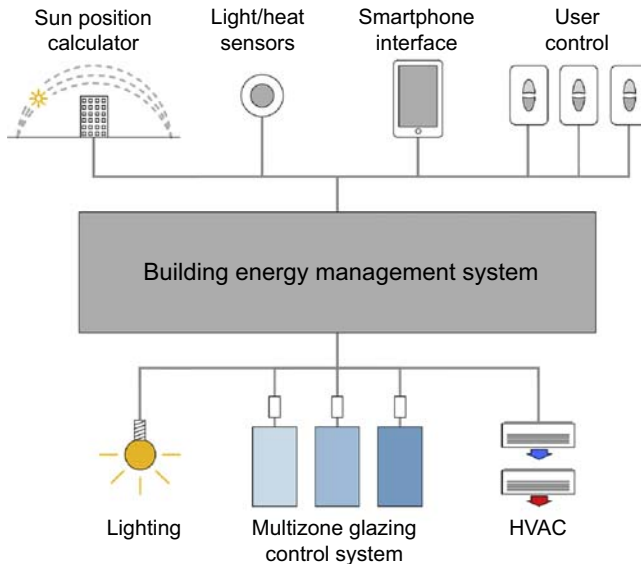 Sun position
calculator
Light/heat
sensors
Smartphone
interface
User
control
Building energy management system
Lighting
Multizone glazing
control system
HVAC